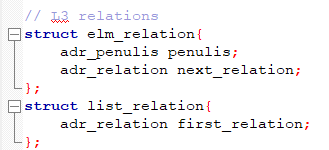 // L3 relations
struct elm_relation{
    adr_penulis penulis;
    adr_relation next_relation;
};
struct list_relation{
    adr_relation first_relation;
};